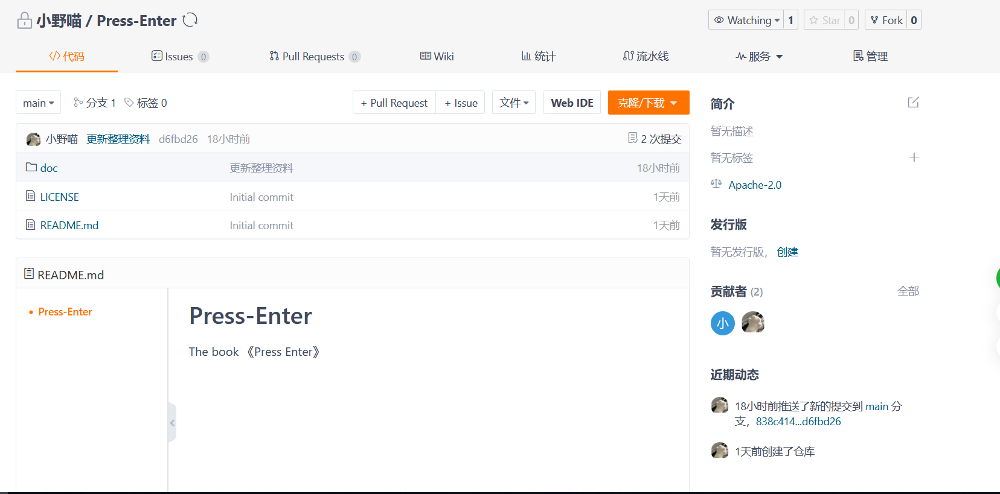 小野喵 / Press-Enter
Watching 1 Star 0 Fork 0
代码 Issues 0 Pull Requests 0 Wiki 统计 流水线 服务 管理
main 分支 1 标签 0 + Pull Request + Issue 文件 Web IDE 克隆/下载
小野喵 更新整理资料 d6fbd26 18小时前 2 次提交
doc 更新整理资料 18小时前
LICENSE Initial commit 1天前
README.md Initial commit 1天前
README.md
Press-Enter
Press-Enter
The book 《Press Enter》
简介
暂无描述
暂无标签
Apache-2.0
发行版
暂无发行版， 创建
贡献者 (2) 全部
小
近期动态
18小时前推送了新的提交到 main 分
支，838c414...d6fbd26
1天前创建了仓库